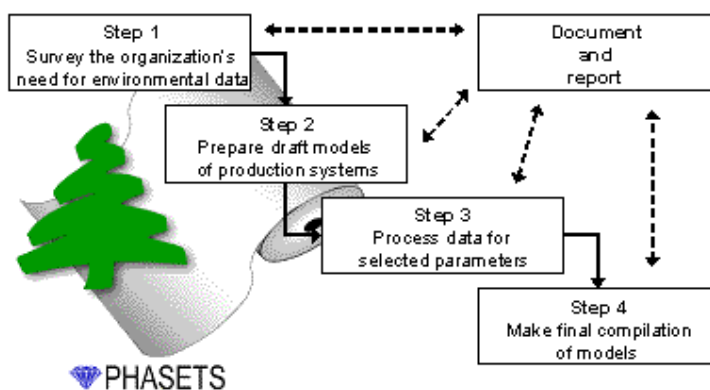 Step 1
Survey the organization's
need for environmental data
Document
and
report
Step 2
Prepare draft models
of production systems
Step 3
Process data for
selected parameters
Step 4
Make final compilation
of models
PHASETS